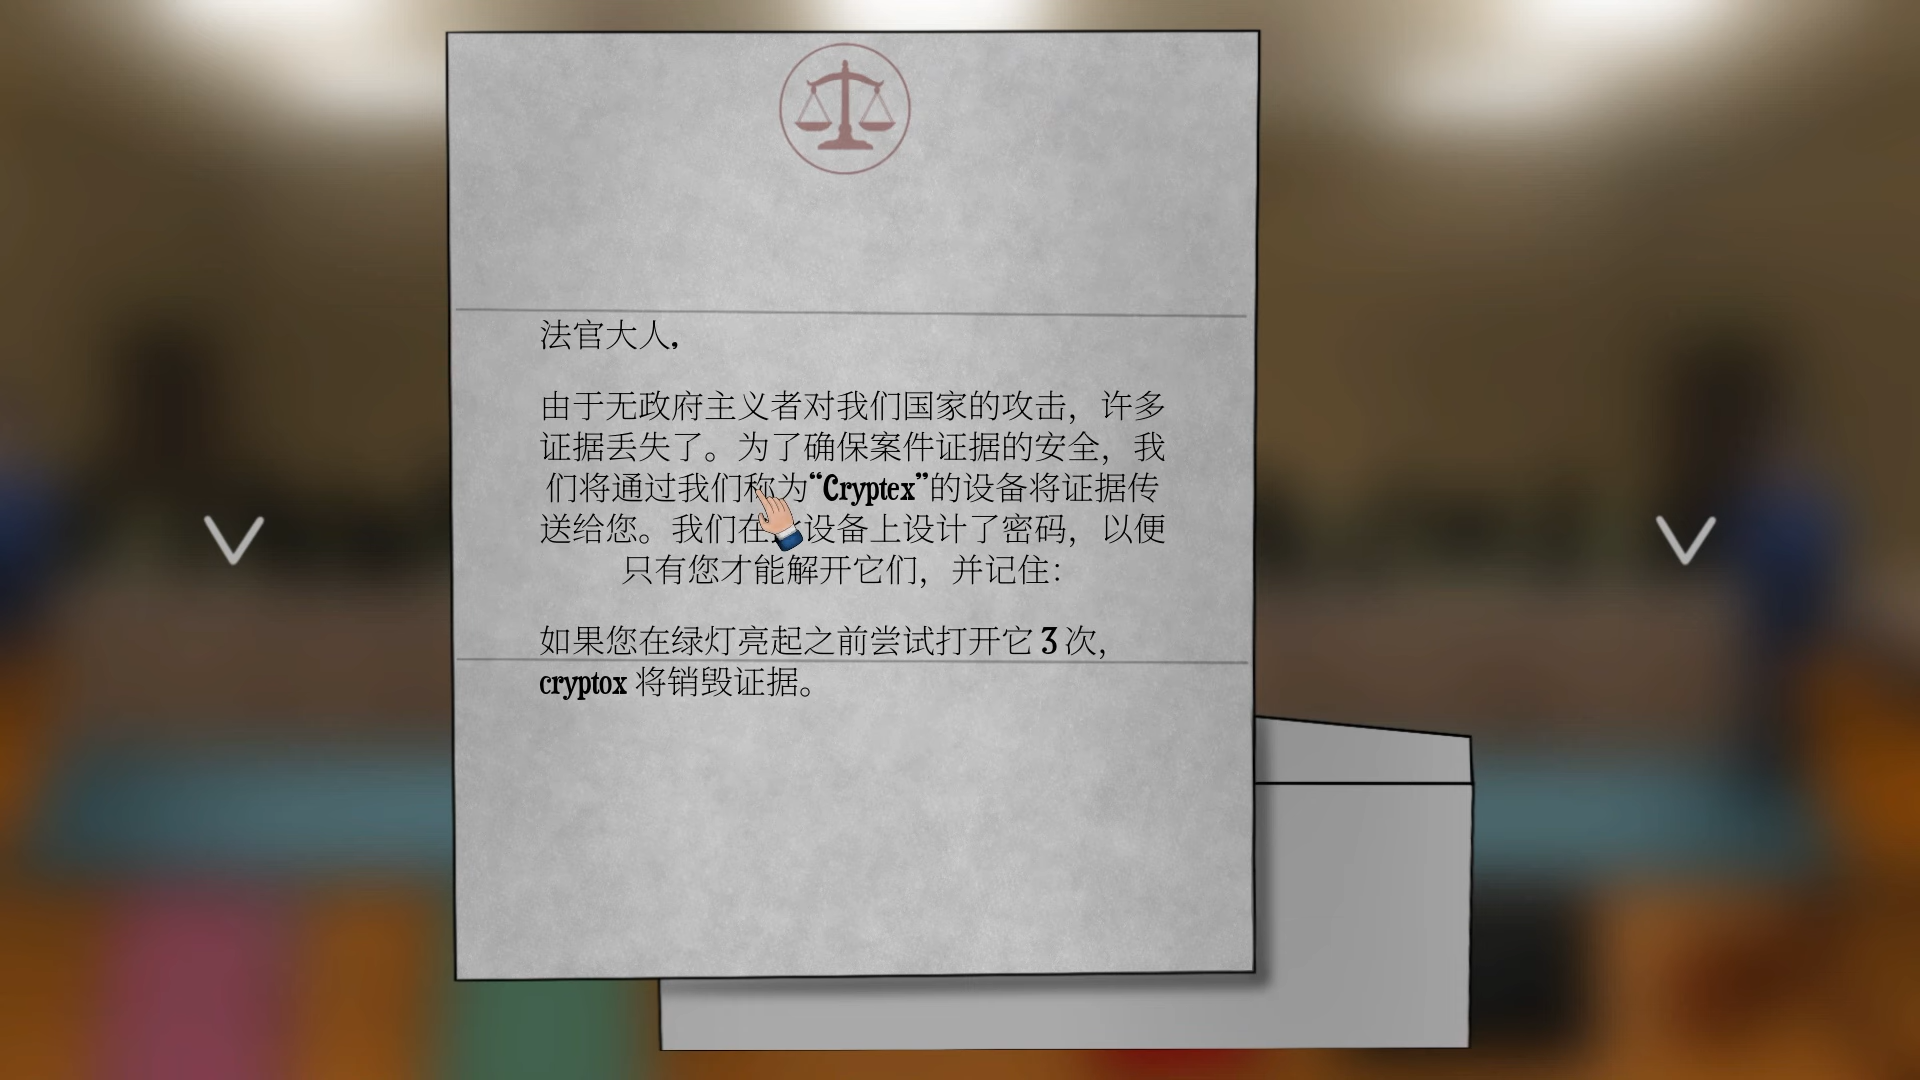 法官大人,
由于无政府主义者对我们国家的攻击，许多
证据丢失了。为了确保案件证据的安全，我
们将通过我们称为“Cryptex”的设备将证据传
送给您。我们在设备上设计了密码，以便
只有您才能解开它们，并记住：
如果您在绿灯亮起之前尝试打开它 3 次，
cryptox 将销毁证据。